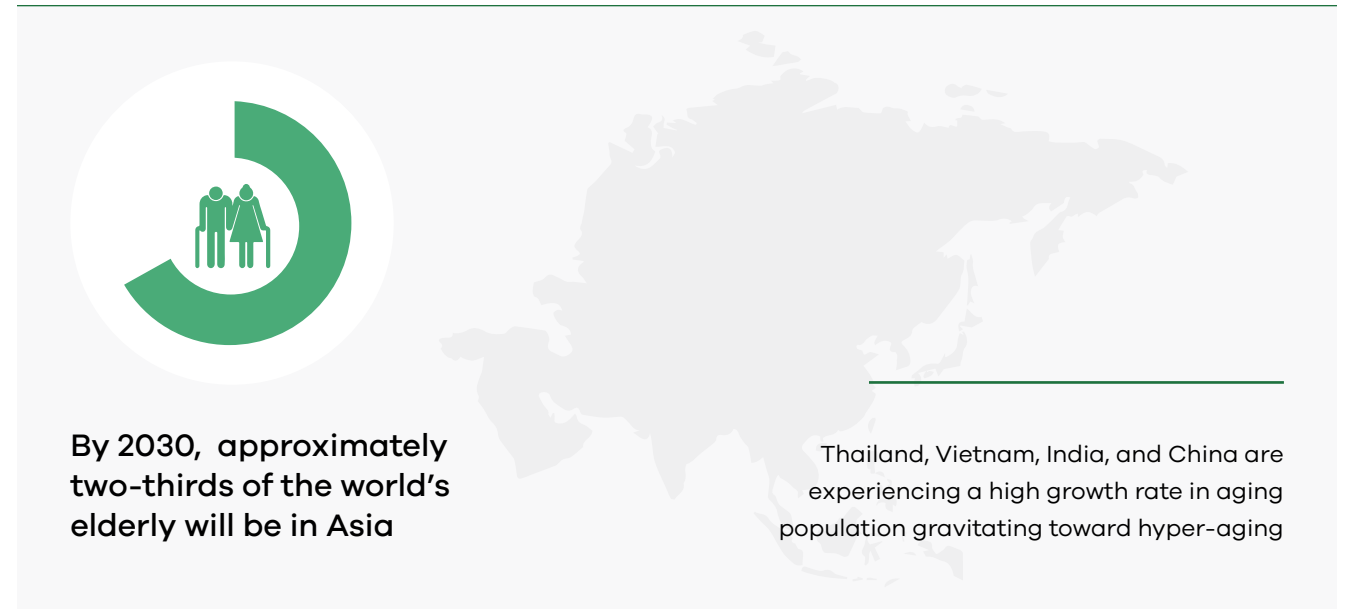 By 2030,  approximately
two-thirds of the world's
elderly will be in Asia
Thailand, Vietnam, India, and China are
experiencing a high growth rate in aging
population gravitating toward hyper-aging